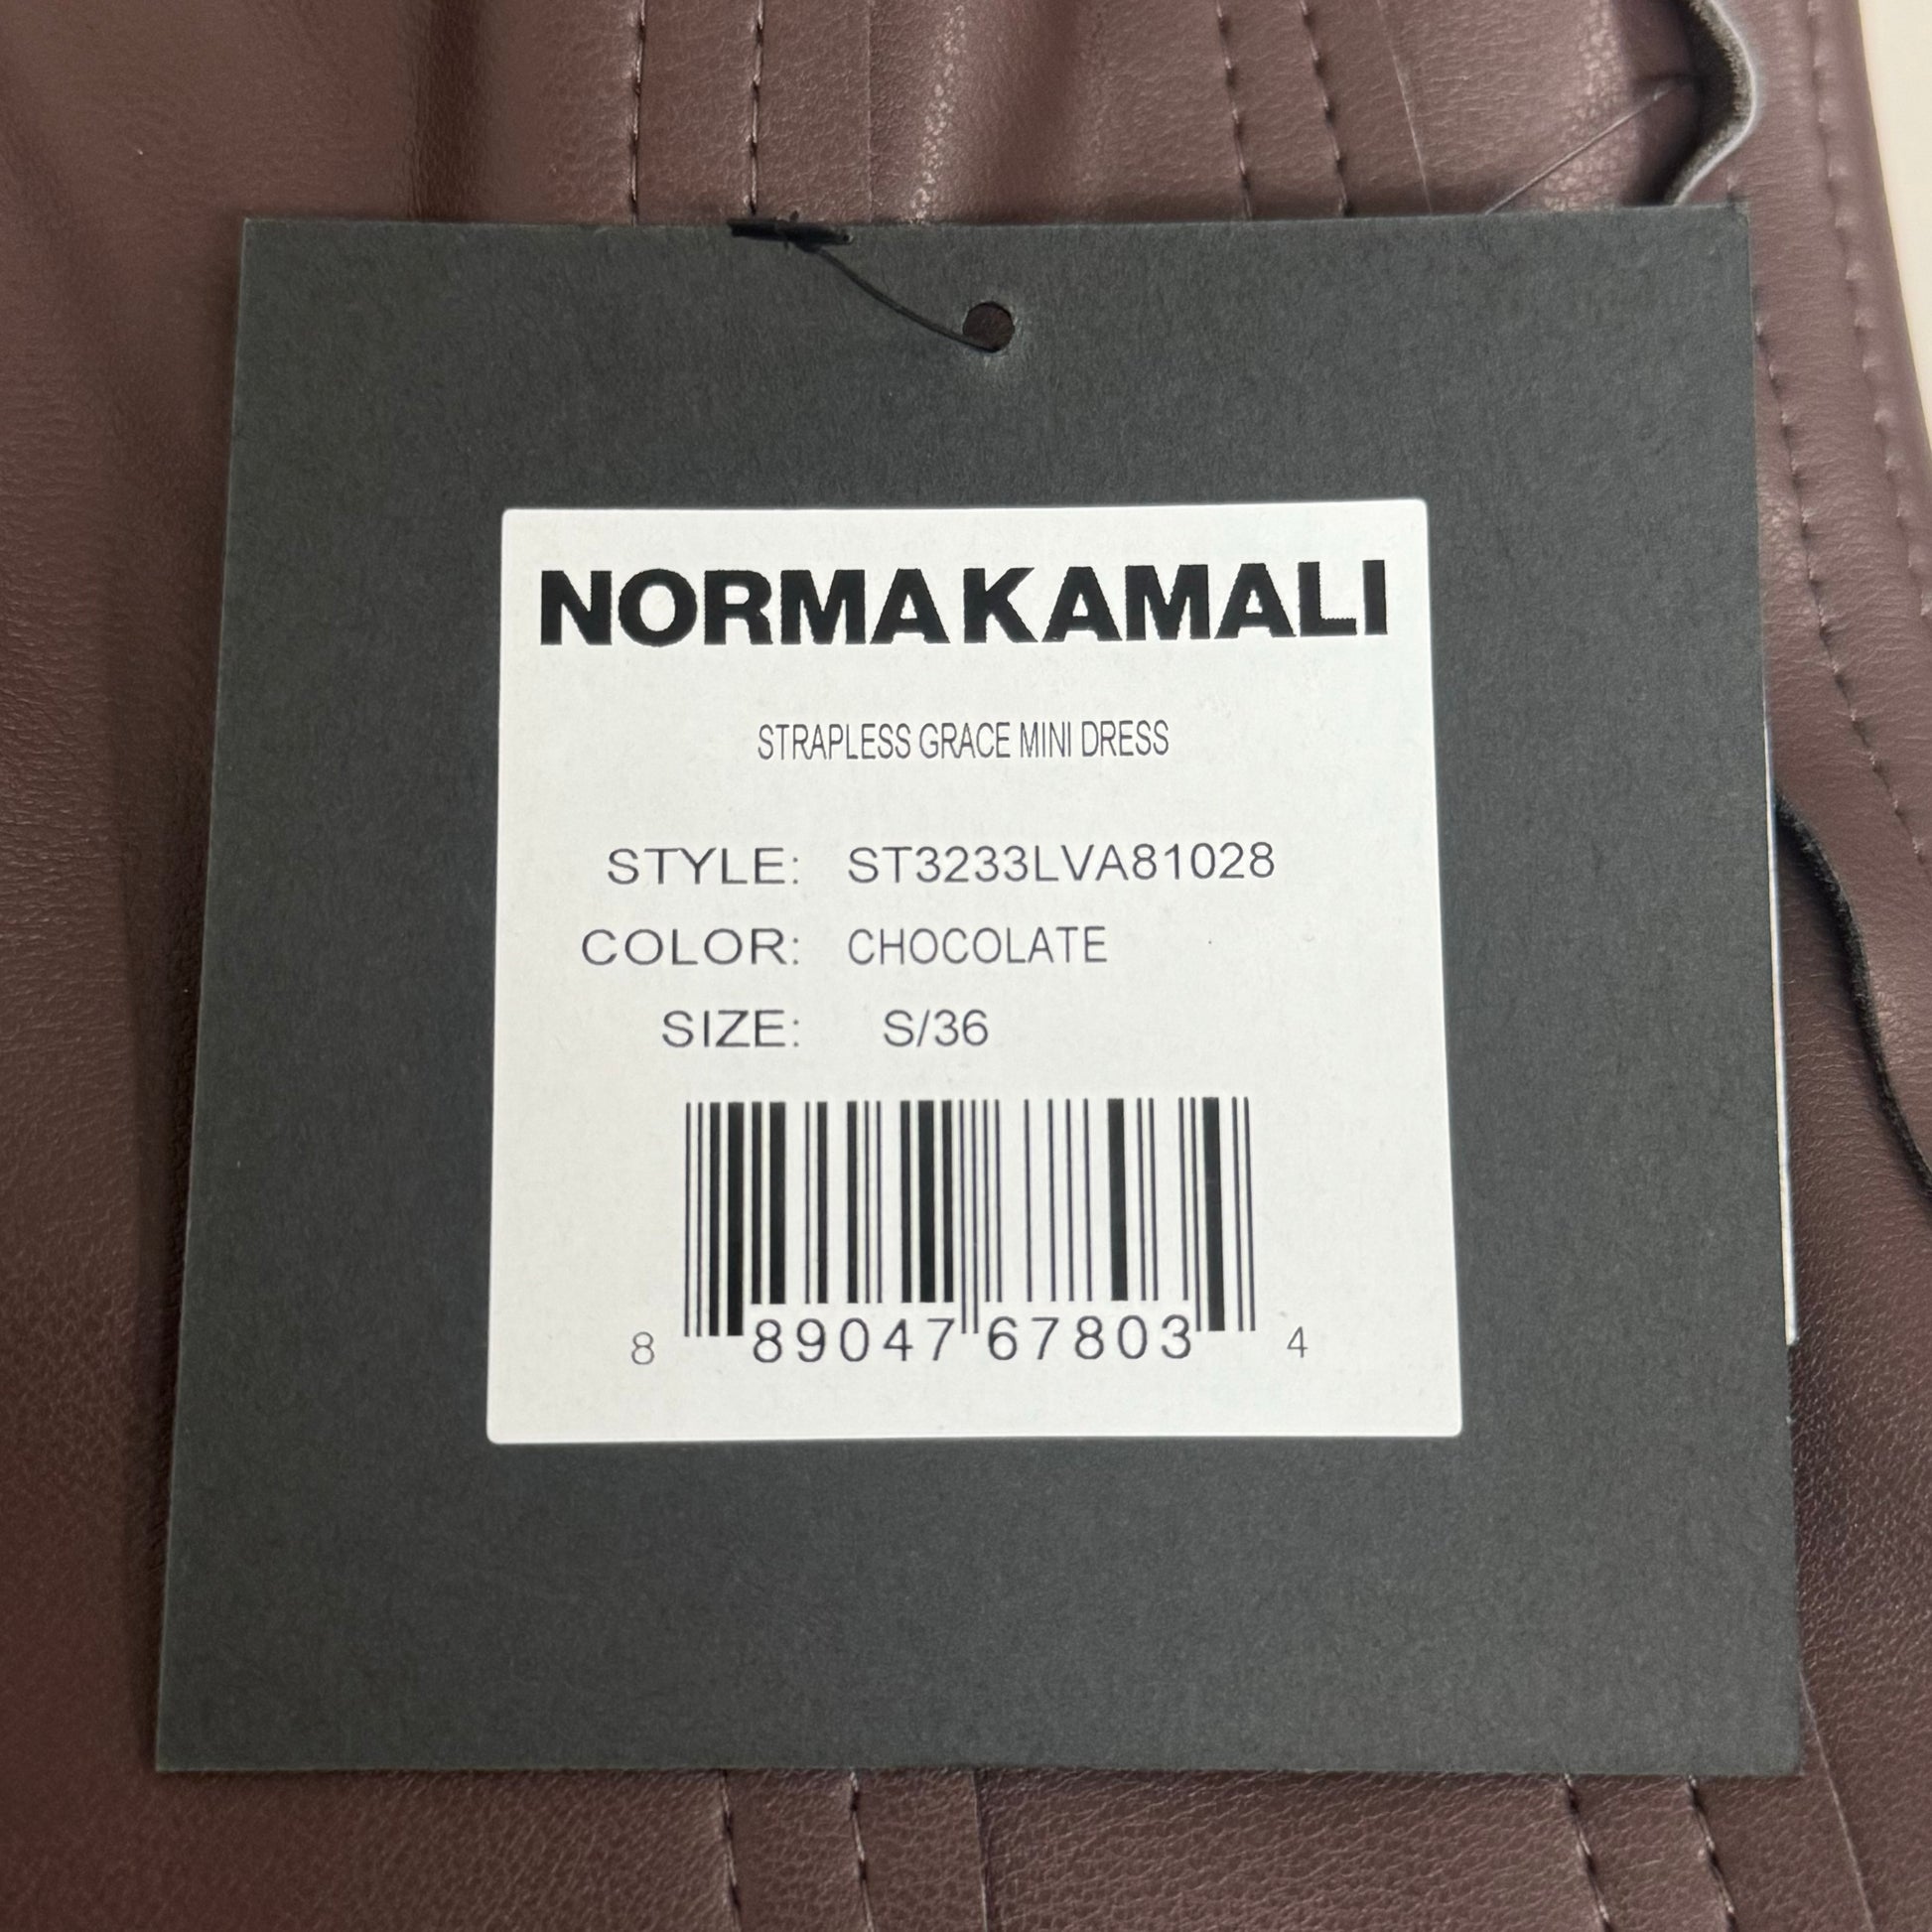 NORMA KAMALI
STRAPLESS GRACE MINI DRESS
STYLE: ST3233LVA81028
COLOR: CHOCOLATE
SIZE: S/36
8 89047 67803 4